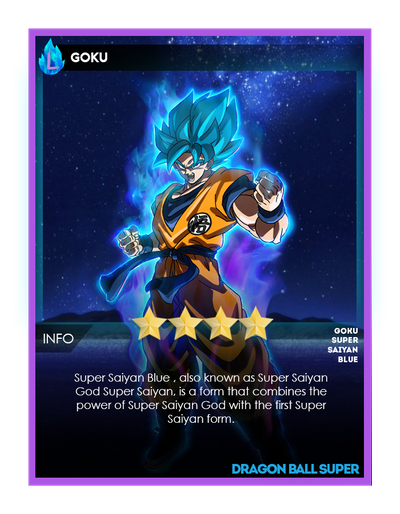 L GOKU
INFO
GOKU
SUPER
SAIYAN
BLUE
Super Saiyan Blue , also known as Super Saiyan
God Super Saiyan, is a form that combines the
power of Super Saiyan God with the first Super
Saiyan form.
DRAGON BALL SUPER